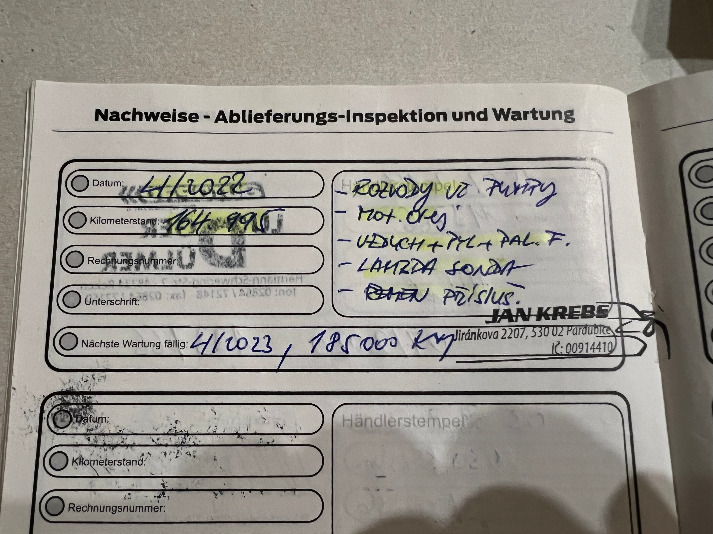 Nachweise - Ablieferungs-Inspektion und Wartung
Datum: 4/2022
Kilometerstand: 164 995
Rechnungsnummer:
Unterschrift:
Nächste Wartung fällig: 4/2023, 185 000 Km
- ROZVODY VČ PUMPY
- MOT. OLEJ
- VZDUCH + PYL + PAL. F.
- LAMBDA SONDA
- PŘÍSLUŠ.
JAN KREBS
Jiránkova 2207, 530 02 Pardubice
IČ: 00914410
Datum:
Kilometerstand:
Rechnungsnummer:
Händlerstempel